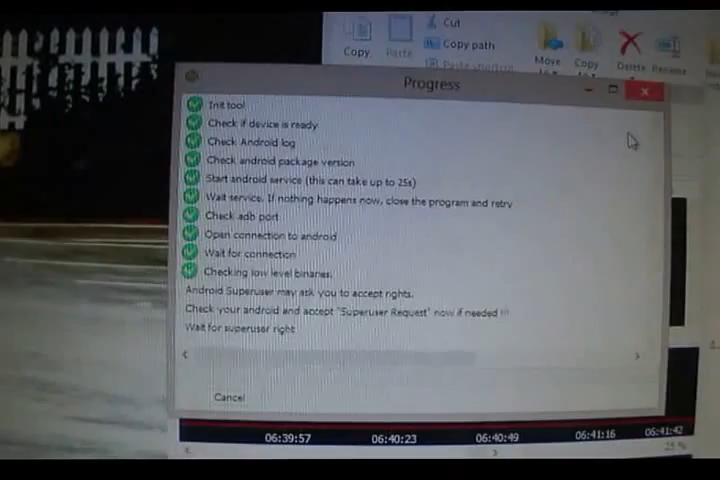 Cut
Copy Paste Copy path
Paste shortcut
Move Copy Delete Rename
to to
Progress
Init tool
Check if device is ready
Check Android log
Check android package version
Start android service (this can take up to 25s)
Wait service. If nothing happens now, close the program and retry
Check adb port
Open connection to android
Wait for connection
Checking low level binaries.
Android Superuser may ask you to accept rights.
Check your android and accept "Superuser Request" now if needed !!!
Wait for superuser right
Cancel
06:39:57 06:40:23 06:40:49 06:41:16 06:41:42
25 %